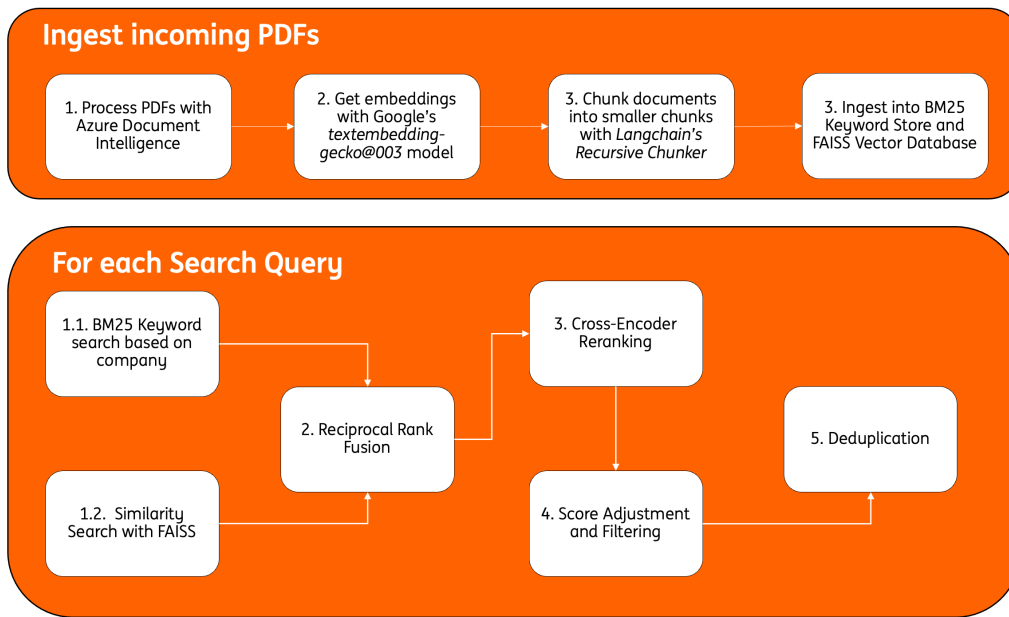 Ingest incoming PDFs
1. Process PDFs with
Azure Document
Intelligence
2. Get embeddings
with Google's
textembedding-
gecko@003 model
3. Chunk documents
into smaller chunks
with Langchain's
Recursive Chunker
3. Ingest into BM25
Keyword Store and
FAISS Vector Database
For each Search Query
1.1. BM25 Keyword
search based on
company
1.2. Similarity
Search with FAISS
2. Reciprocal Rank
Fusion
3. Cross-Encoder
Reranking
4. Score Adjustment
and Filtering
5. Deduplication